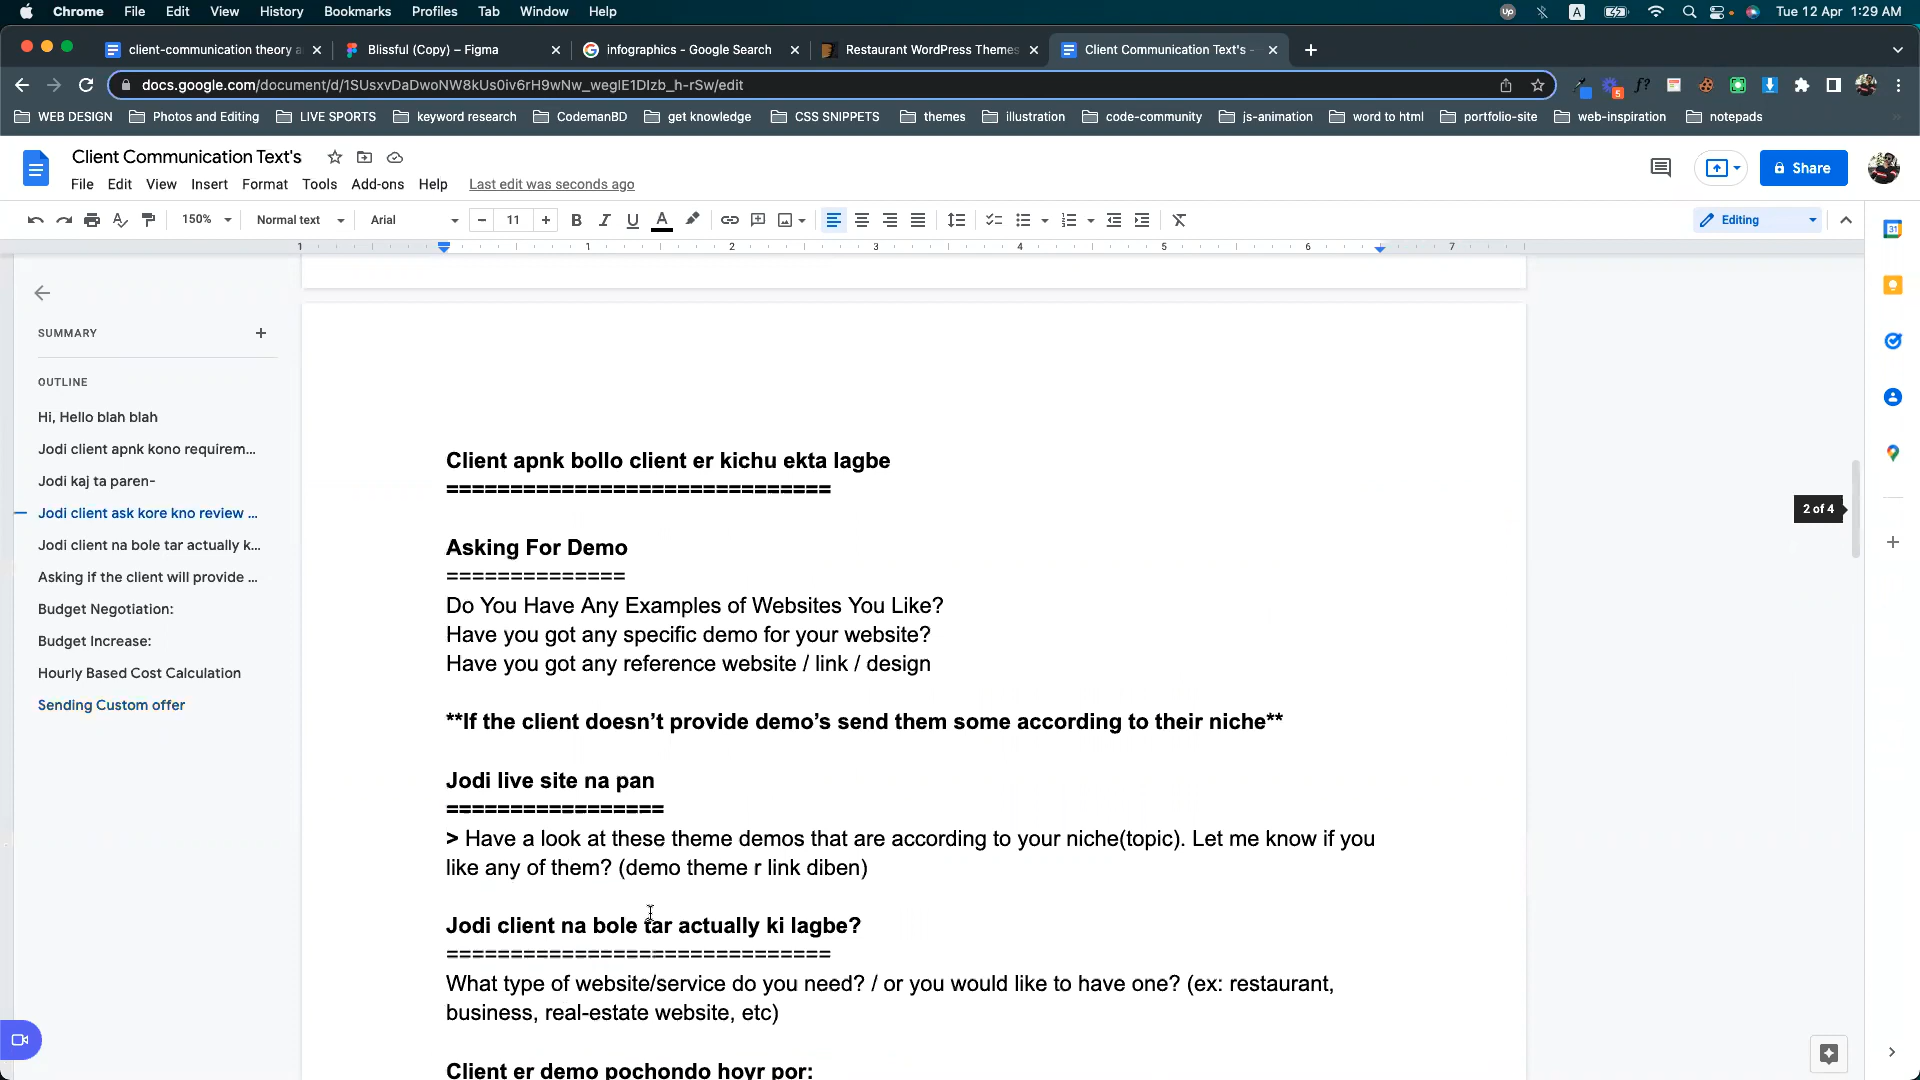 Chrome File Edit View History Bookmarks Profiles Tab Window Help
Up A Tue 12 Apr 1:29 AM
client-communication theory a
Blissful (Copy) – Figma
infographics - Google Search
Restaurant WordPress Themes
Client Communication Text's -
docs.google.com/document/d/1SUsxvDaDwoNW8kUs0iv6rH9wNw_wegIE1DIzb_h-rSw/edit
5 f?
WEB DESIGN Photos and Editing LIVE SPORTS keyword research CodemanBD get knowledge CSS SNIPPETS themes illustration code-community js-animation word to html portfolio-site web-inspiration notepads
Client Communication Text's
File Edit View Insert Format Tools Add-ons Help Last edit was seconds ago
Share
150% Normal text Arial 11 B I U A Editing
1 1 2 3 4 5 6 7
31
SUMMARY
OUTLINE
Hi, Hello blah blah
Jodi client apnk kono requirem...
Jodi kaj ta paren-
Jodi client ask kore kno review ...
Jodi client na bole tar actually k...
Asking if the client will provide ...
Budget Negotiation:
Budget Increase:
Hourly Based Cost Calculation
Sending Custom offer
Client apnk bollo client er kichu ekta lagbe
==============================
Asking For Demo
==============
Do You Have Any Examples of Websites You Like?
Have you got any specific demo for your website?
Have you got any reference website / link / design
**If the client doesn’t provide demo’s send them some according to their niche**
Jodi live site na pan
=================
> Have a look at these theme demos that are according to your niche(topic). Let me know if you
like any of them? (demo theme r link diben)
Jodi client na bole tar actually ki lagbe?
==============================
What type of website/service do you need? / or you would like to have one? (ex: restaurant,
business, real-estate website, etc)
Client er demo pochondo hoyr por:
2 of 4